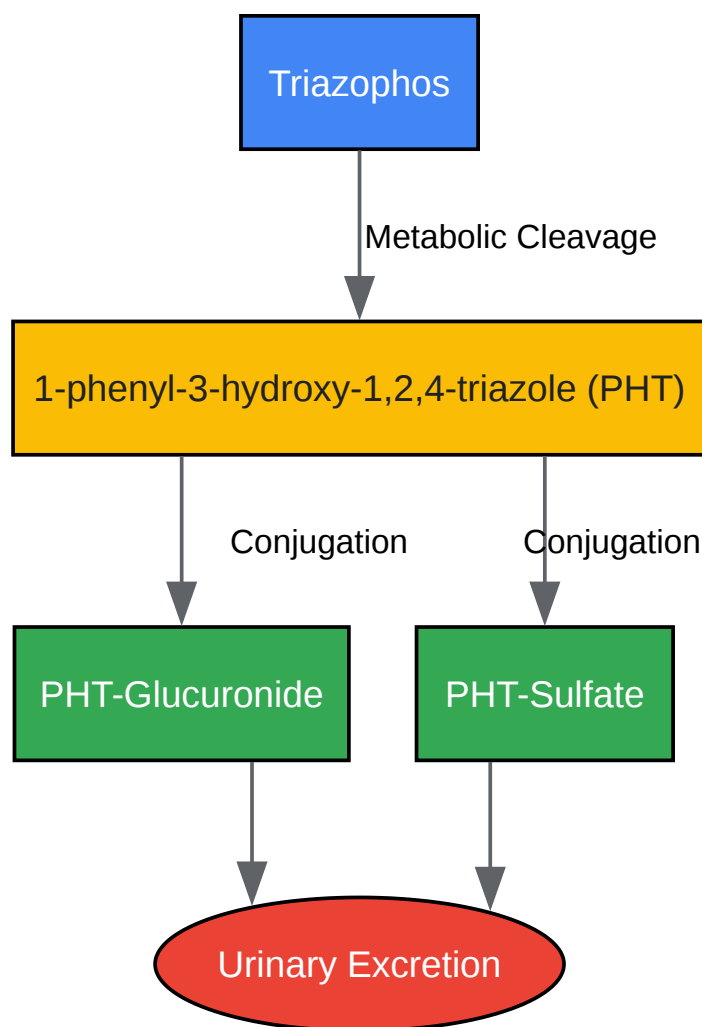 Triazophos
Metabolic Cleavage
1-phenyl-3-hydroxy-1,2,4-triazole (PHT)
Conjugation
Conjugation
PHT-Glucuronide
PHT-Sulfate
Urinary Excretion